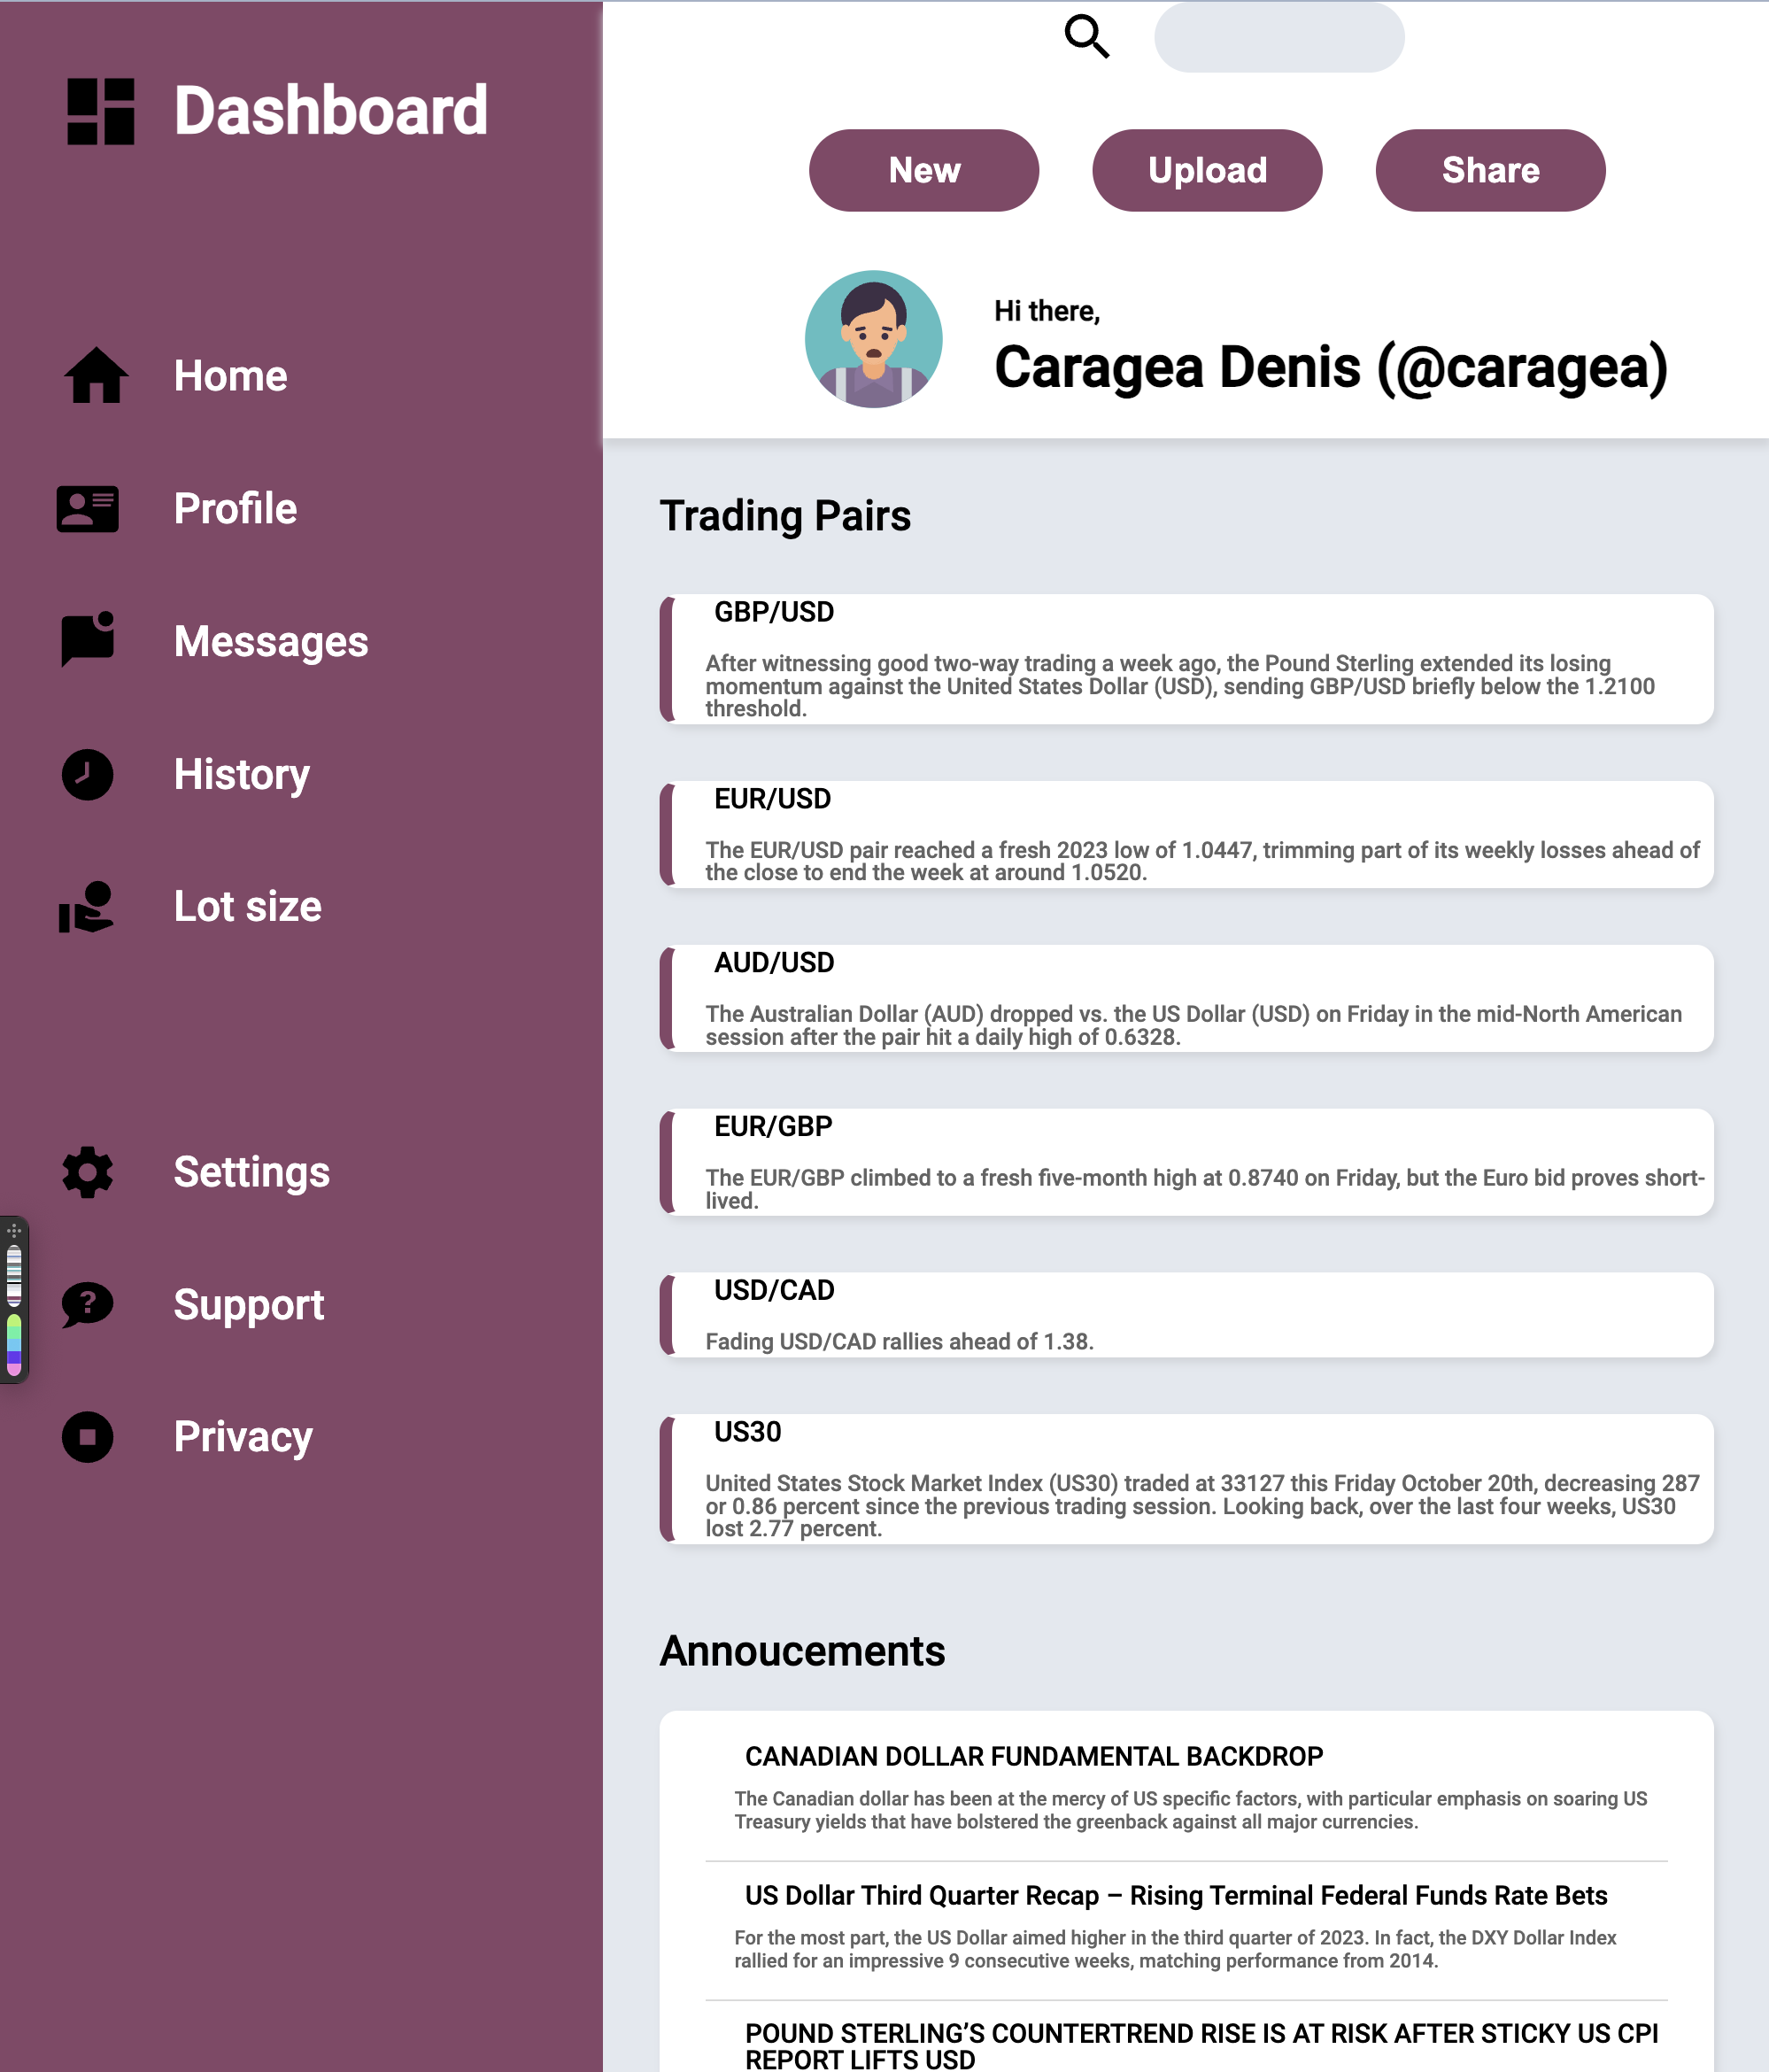 Dashboard
Home
Profile
Messages
History
Lot size
Settings
Support
Privacy
New
Upload
Share
Hi there,
Caragea Denis (@caragea)
Trading Pairs
GBP/USD
After witnessing good two-way trading a week ago, the Pound Sterling extended its losing
momentum against the United States Dollar (USD), sending GBP/USD briefly below the 1.2100
threshold.
EUR/USD
The EUR/USD pair reached a fresh 2023 low of 1.0447, trimming part of its weekly losses ahead of
the close to end the week at around 1.0520.
AUD/USD
The Australian Dollar (AUD) dropped vs. the US Dollar (USD) on Friday in the mid-North American
session after the pair hit a daily high of 0.6328.
EUR/GBP
The EUR/GBP climbed to a fresh five-month high at 0.8740 on Friday, but the Euro bid proves short-
lived.
USD/CAD
Fading USD/CAD rallies ahead of 1.38.
US30
United States Stock Market Index (US30) traded at 33127 this Friday October 20th, decreasing 287
or 0.86 percent since the previous trading session. Looking back, over the last four weeks, US30
lost 2.77 percent.
Annoucements
CANADIAN DOLLAR FUNDAMENTAL BACKDROP
The Canadian dollar has been at the mercy of US specific factors, with particular emphasis on soaring US
Treasury yields that have bolstered the greenback against all major currencies.
US Dollar Third Quarter Recap – Rising Terminal Federal Funds Rate Bets
For the most part, the US Dollar aimed higher in the third quarter of 2023. In fact, the DXY Dollar Index
rallied for an impressive 9 consecutive weeks, matching performance from 2014.
POUND STERLING’S COUNTERTREND RISE IS AT RISK AFTER STICKY US CPI
REPORT LIFTS USD